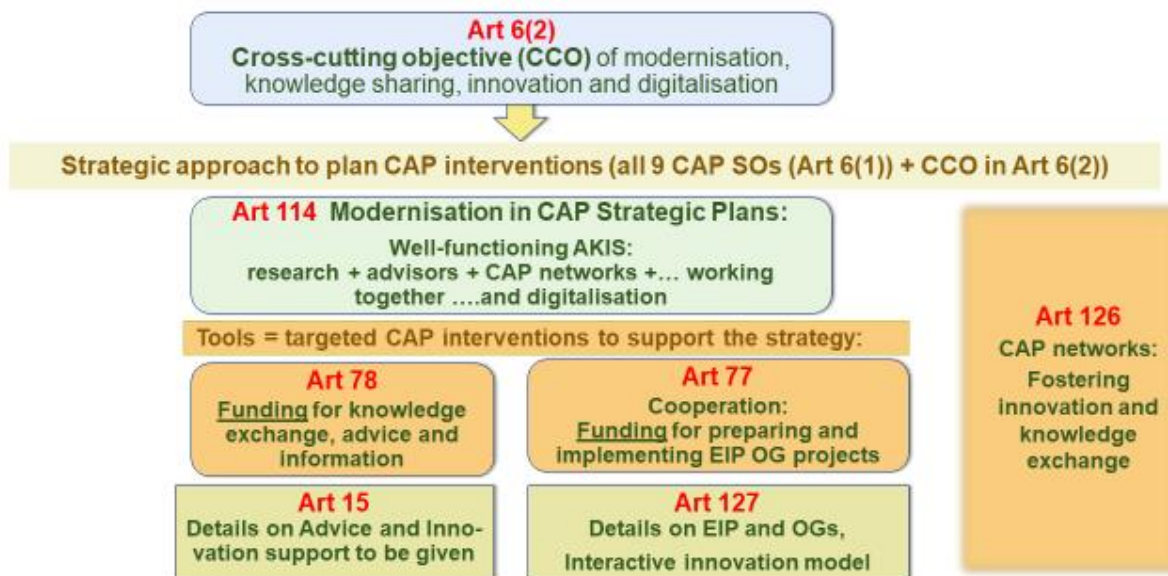 Art 6(2)
Cross-cutting objective (CCO) of modernisation,
knowledge sharing, innovation and digitalisation
Strategic approach to plan CAP interventions (all 9 CAP SOs (Art 6(1)) + CCO in Art 6(2))
Art 114 Modernisation in CAP Strategic Plans:
Well-functioning AKIS:
research + advisors + CAP networks +... working
together ....and digitalisation
Tools = targeted CAP interventions to support the strategy:
Art 78
Funding for knowledge
exchange, advice and
information
Art 77
Cooperation:
Funding for preparing and
implementing EIP OG projects
Art 15
Details on Advice and Inno-
vation support to be given
Art 127
Details on EIP and OGs,
Interactive innovation model
Art 126
CAP networks:
Fostering
innovation and
knowledge
exchange